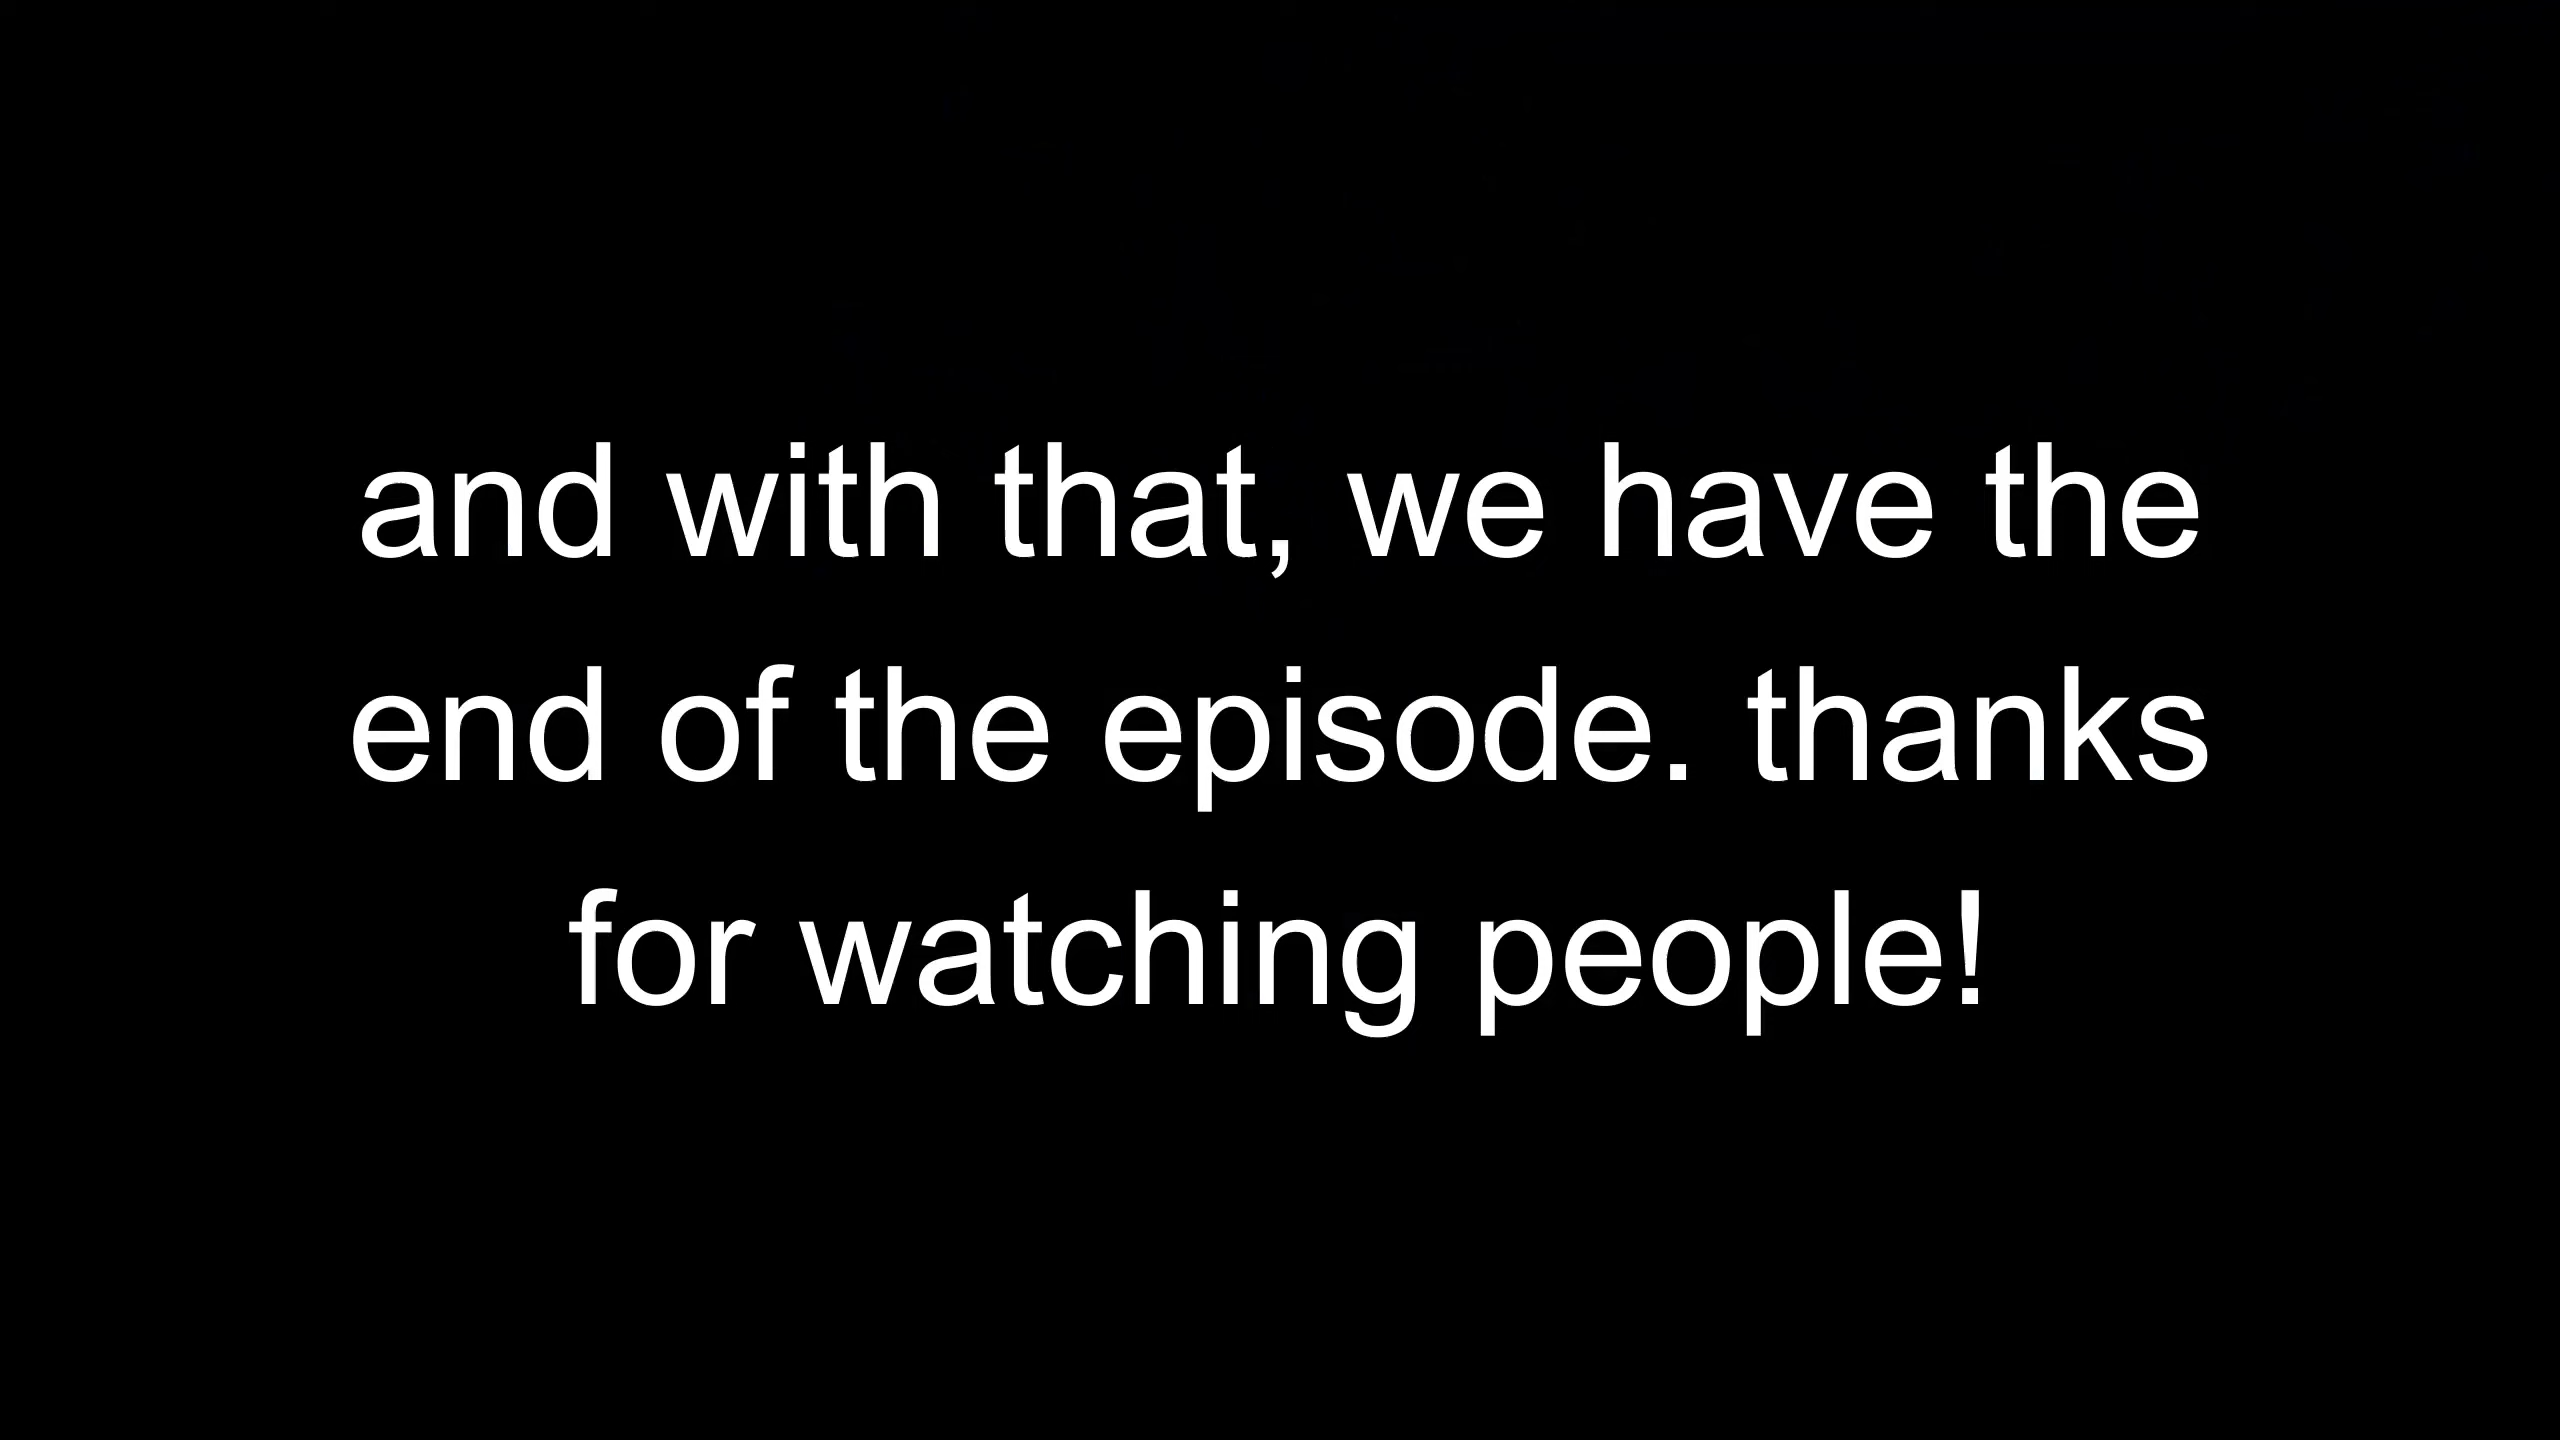 and with that, we have the
end of the episode. thanks
for watching people!